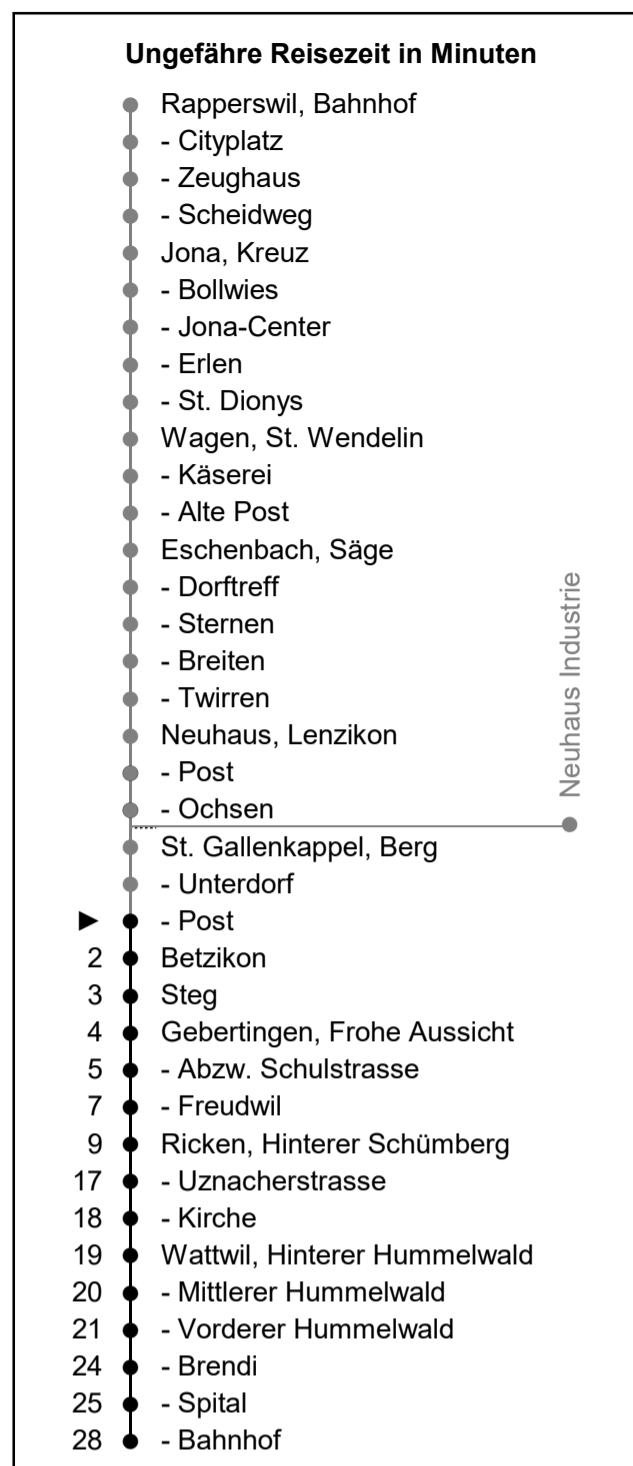 Ungefähre Reisezeit in Minuten
Rapperswil, Bahnhof
- Cityplatz
- Zeughaus
- Scheidweg
Jona, Kreuz
- Bollwies
- Jona-Center
- Erlen
- St. Dionys
Wagen, St. Wendelin
- Käserei
- Alte Post
Eschenbach, Säge
- Dorftreff
- Sternen
- Breiten
- Twirren
Neuhaus, Lenzikon
- Post
- Ochsen
Neuhaus Industrie
St. Gallenkappel, Berg
- Unterdorf
► - Post
2 Betzikon
3 Steg
4 Gebertingen, Frohe Aussicht
5 - Abzw. Schulstrasse
7 - Freudwil
9 Ricken, Hinterer Schümberg
17 - Uznacherstrasse
18 - Kirche
19 Wattwil, Hinterer Hummelwald
20 - Mittlerer Hummelwald
21 - Vorderer Hummelwald
24 - Brendi
25 - Spital
28 - Bahnhof